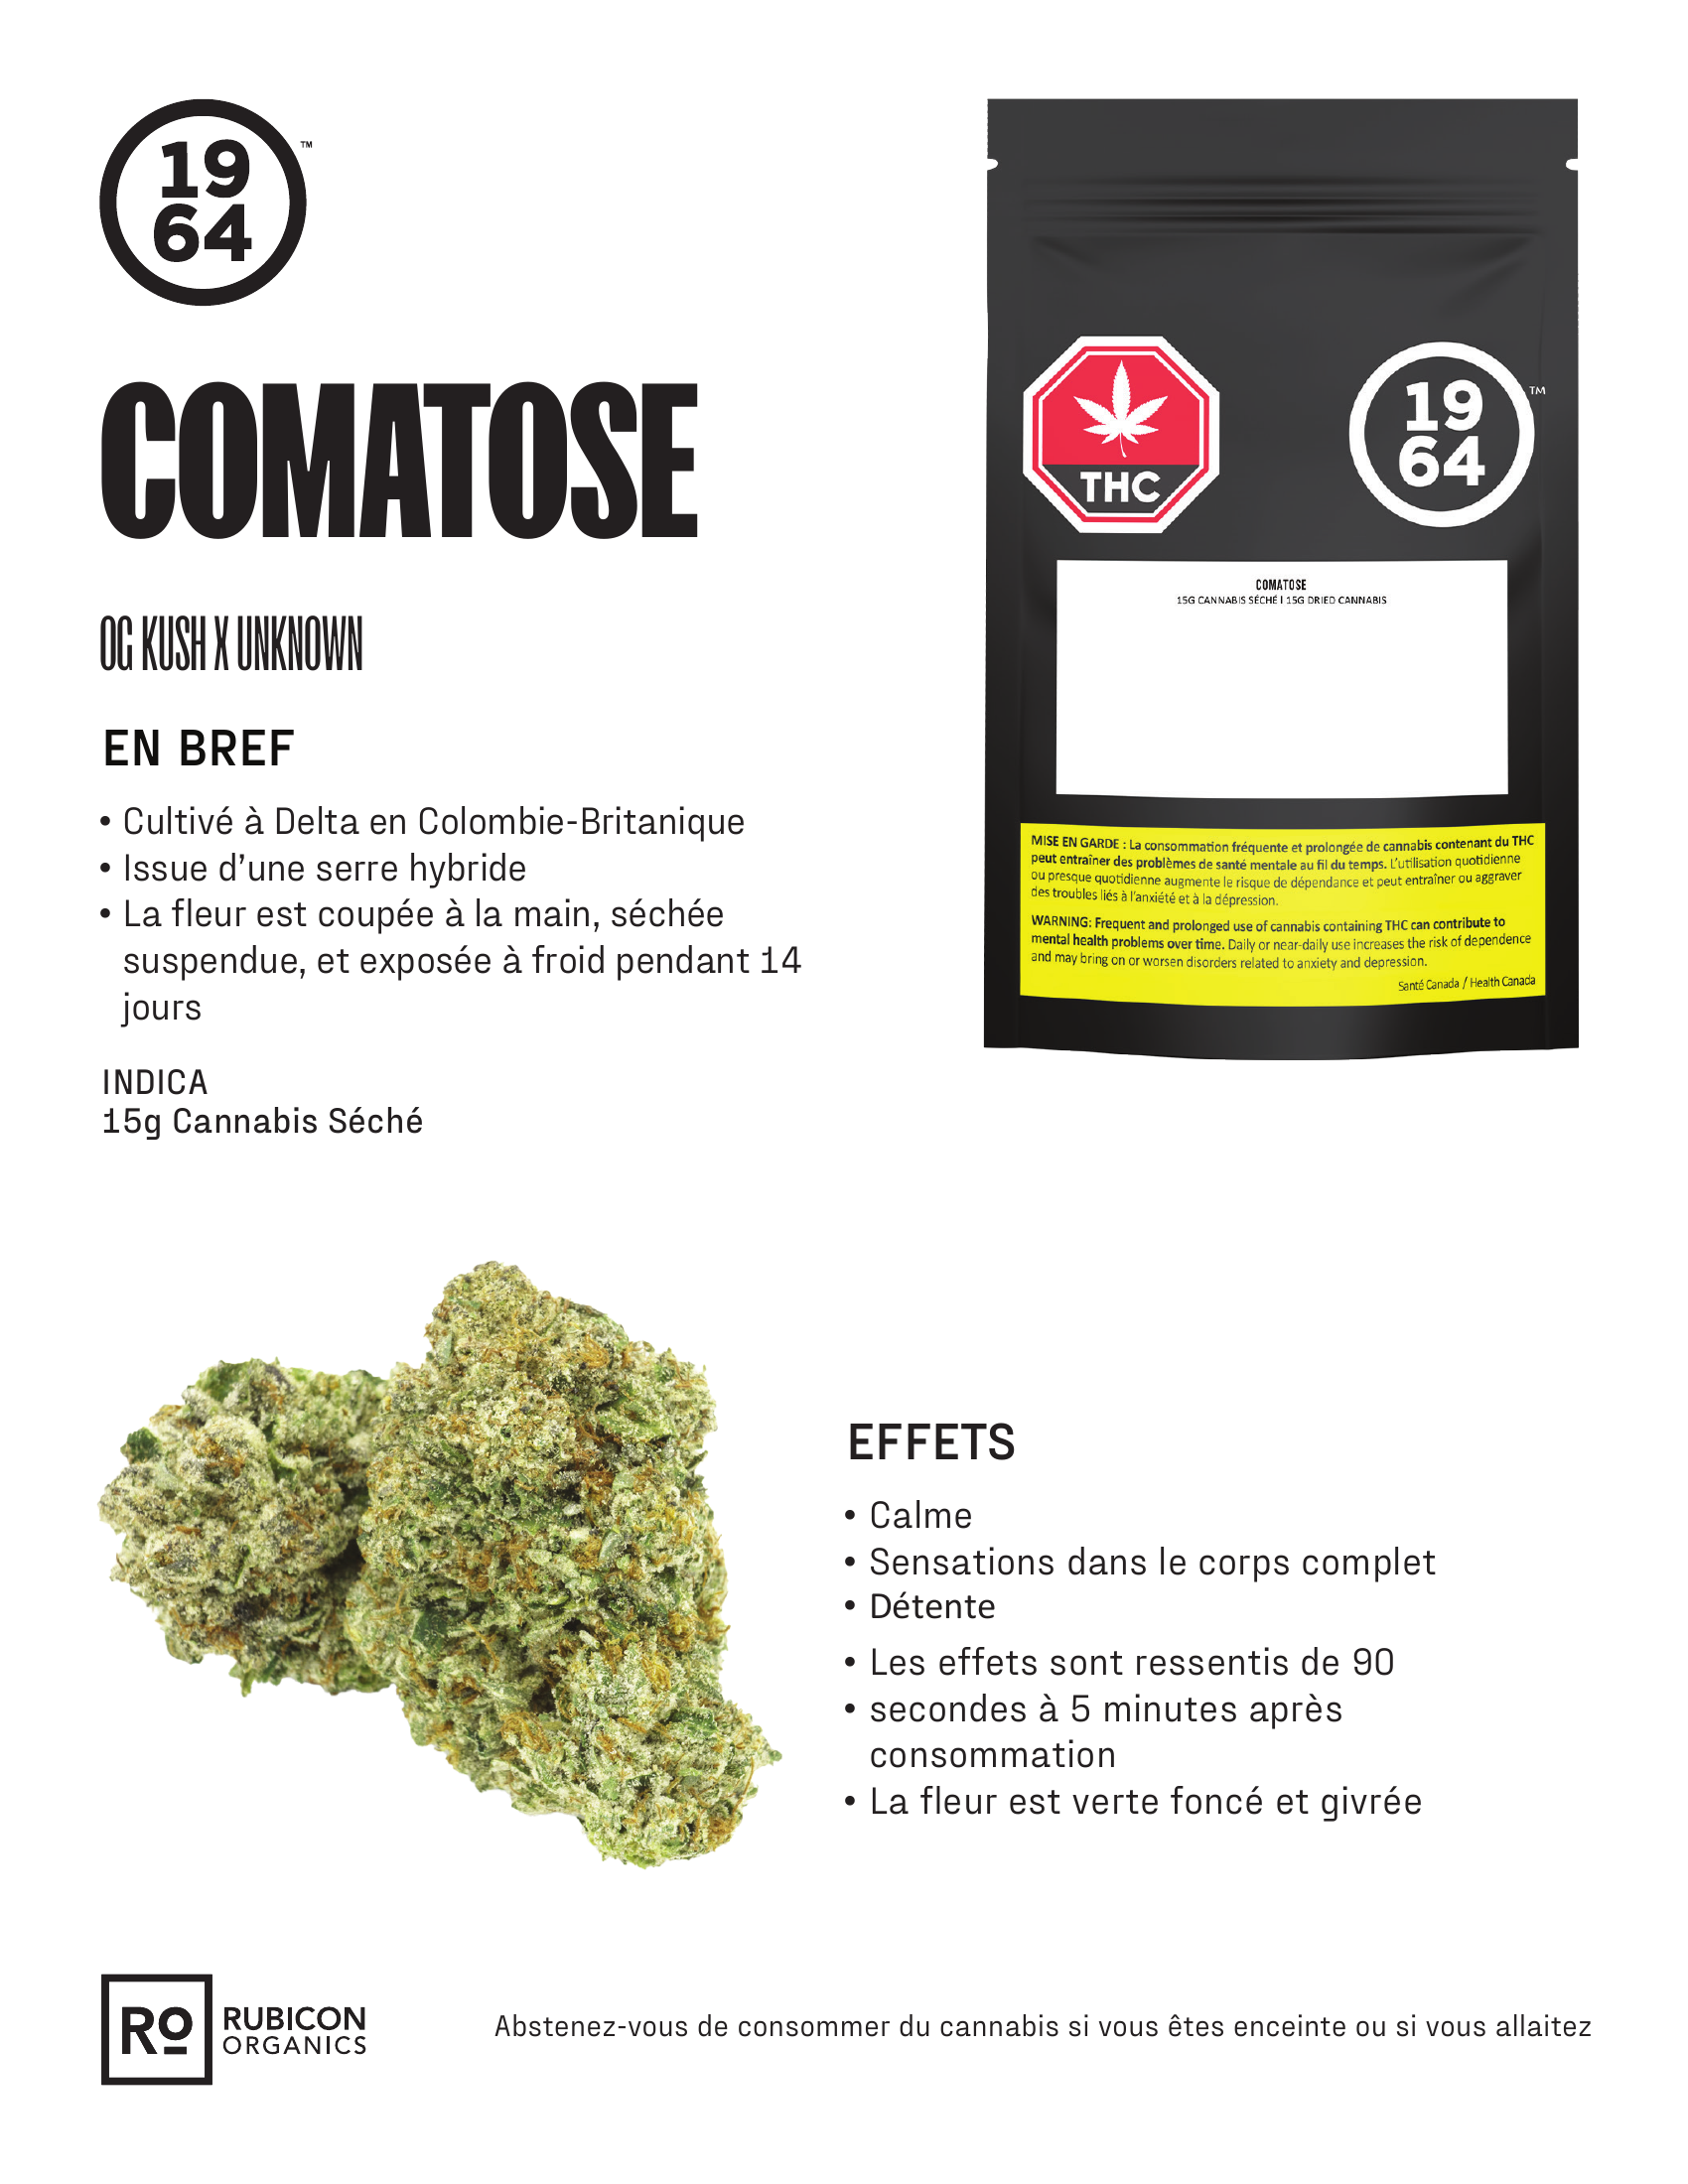 19
64
™
COMATOSE
OG KUSH X UNKNOWN
EN BREF
• Cultivé à Delta en Colombie-Britanique
• Issue d’une serre hybride
• La fleur est coupée à la main, séchée
suspendue, et exposée à froid pendant 14
jours
INDICA
15g Cannabis Séché
THC
19
64
™
COMATOSE
15G CANNABIS SÉCHÉ I 15G DRIED CANNABIS
MISE EN GARDE : La consommation fréquente et prolongée de cannabis contenant du THC
peut entraîner des problèmes de santé mentale au fil du temps. L’utilisation quotidienne
ou presque quotidienne augmente le risque de dépendance et peut entraîner ou aggraver
des troubles liés à l’anxiété et à la dépression.
WARNING: Frequent and prolonged use of cannabis containing THC can contribute to
mental health problems over time. Daily or near-daily use increases the risk of dependence
and may bring on or worsen disorders related to anxiety and depression.
Santé Canada / Health Canada
EFFETS
• Calme
• Sensations dans le corps complet
• Détente
• Les effets sont ressentis de 90
• secondes à 5 minutes après
consommation
• La fleur est verte foncé et givrée
RO
RUBICON
ORGANICS
Abstenez-vous de consommer du cannabis si vous êtes enceinte ou si vous allaitez